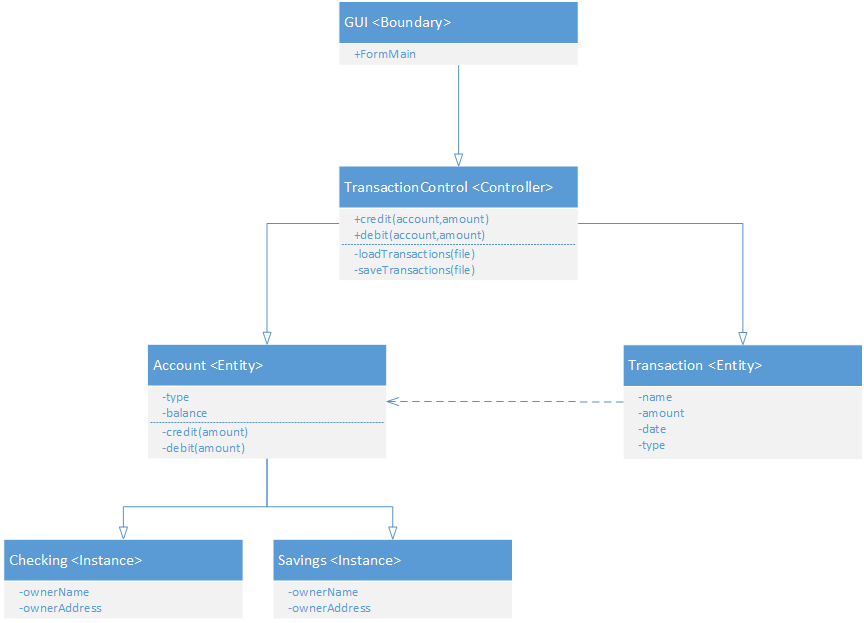 GUI <Boundary>
+FormMain
TransactionControl <Controller>
+credit(account,amount)
+debit(account,amount)
-loadTransactions(file)
-saveTransactions(file)
Account <Entity>
-type
-balance
-credit(amount)
-debit(amount)
Transaction <Entity>
-name
-amount
-date
-type
Checking <Instance>
-ownerName
-ownerAddress
Savings <Instance>
-ownerName
-ownerAddress